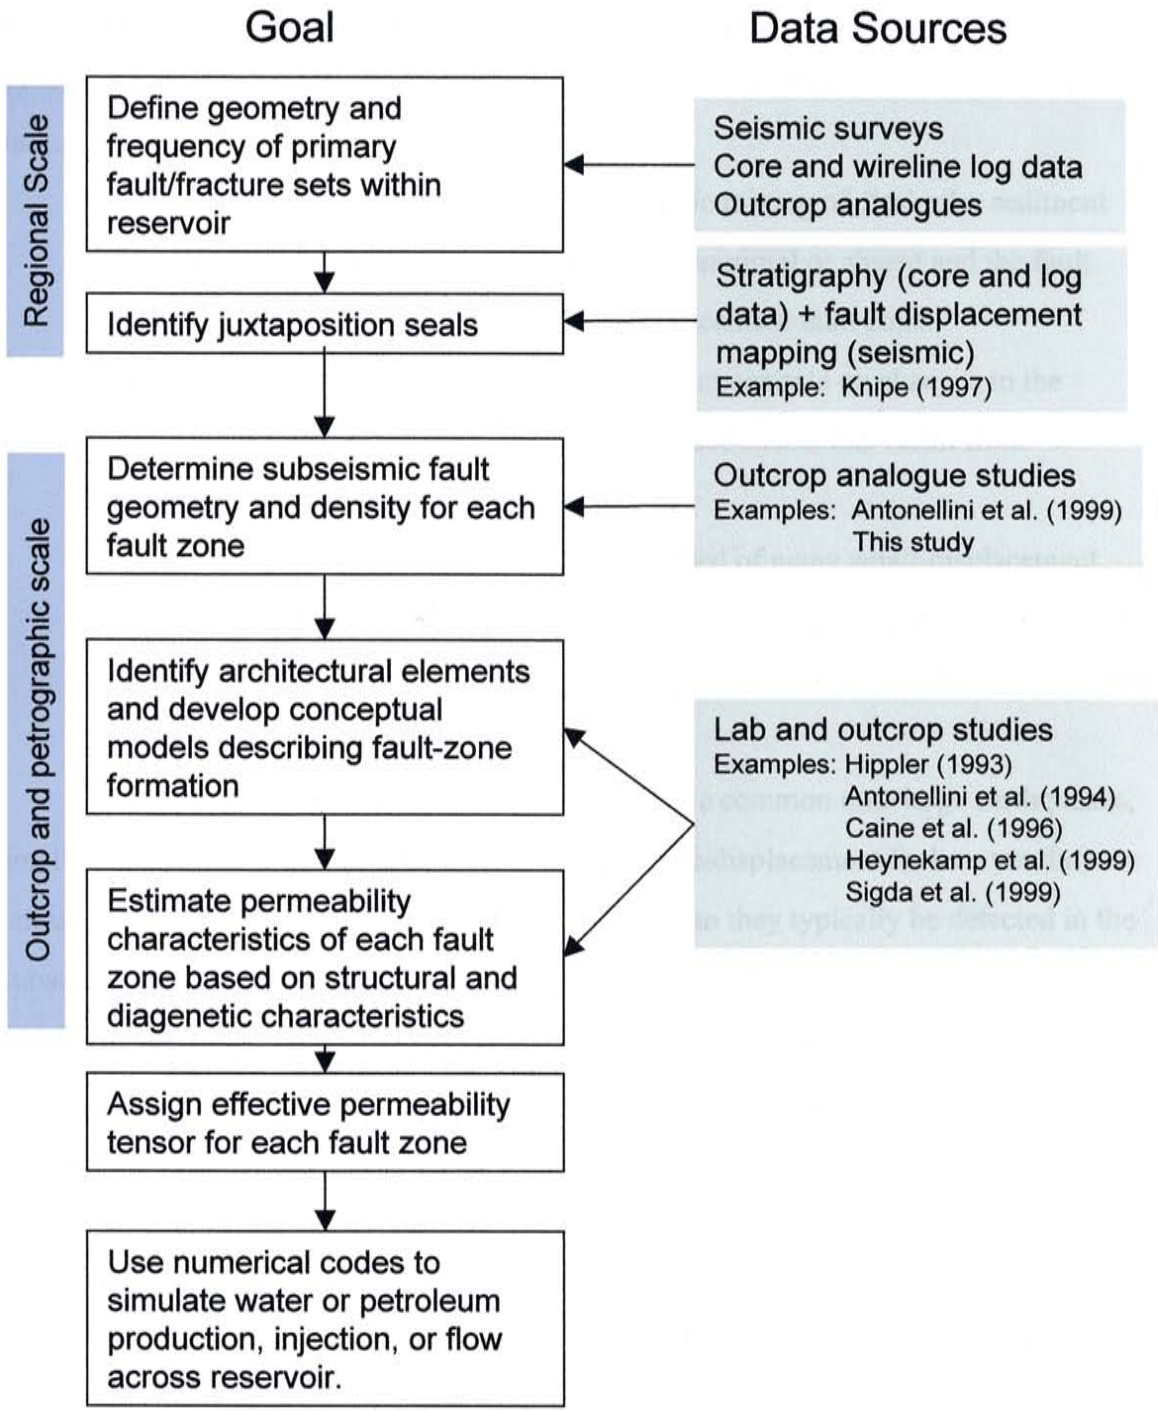 Goal
Data Sources
Regional Scale
Define geometry and
frequency of primary
fault/fracture sets within
reservoir
Seismic surveys
Core and wireline log data
Outcrop analogues
Identify juxtaposition seals
Stratigraphy (core and log
data) + fault displacement
mapping (seismic)
Example: Knipe (1997)
Outcrop and petrographic scale
Determine subseismic fault
geometry and density for each
fault zone
Outcrop analogue studies
Examples: Antonellini et al. (1999)
This study
Identify architectural elements
and develop conceptual
models describing fault-zone
formation
Lab and outcrop studies
Examples: Hippler (1993)
Antonellini et al. (1994)
Caine et al. (1996)
Heynekamp et al. (1999)
Sigda et al. (1999)
Estimate permeability
characteristics of each fault
zone based on structural and
diagenetic characteristics
Assign effective permeability
tensor for each fault zone
Use numerical codes to
simulate water or petroleum
production, injection, or flow
across reservoir.